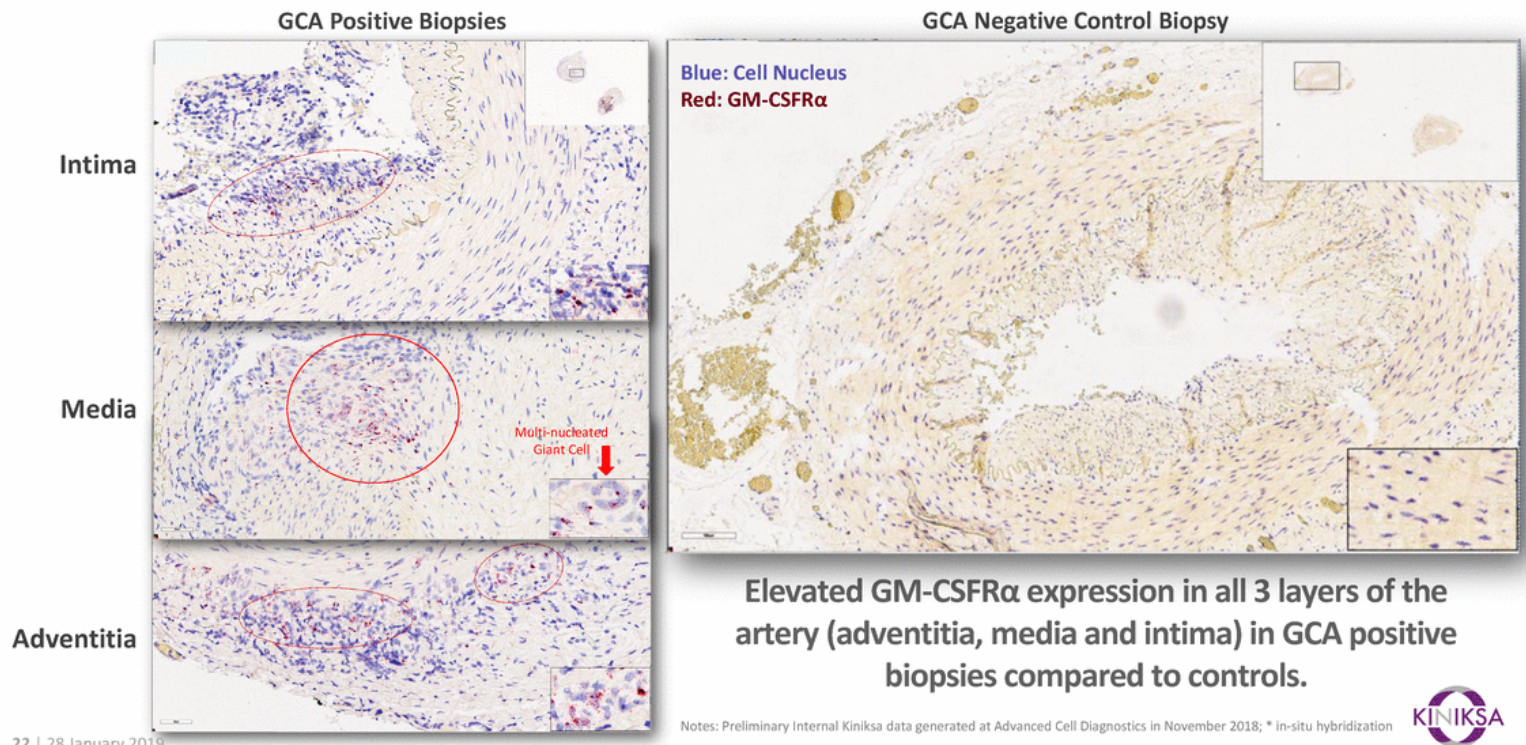 GCA Positive Biopsies
GCA Negative Control Biopsy
Blue: Cell Nucleus
Red: GM-CSFRα
Intima
Media
Multi-nucleated
Giant Cell
Adventitia
Elevated GM-CSFRα expression in all 3 layers of the
artery (adventitia, media and intima) in GCA positive
biopsies compared to controls.
Notes: Preliminary Internal Kiniksa data generated at Advanced Cell Diagnostics in November 2018; * in-situ hybridization
KINIKSA
22 | 28 January 2019